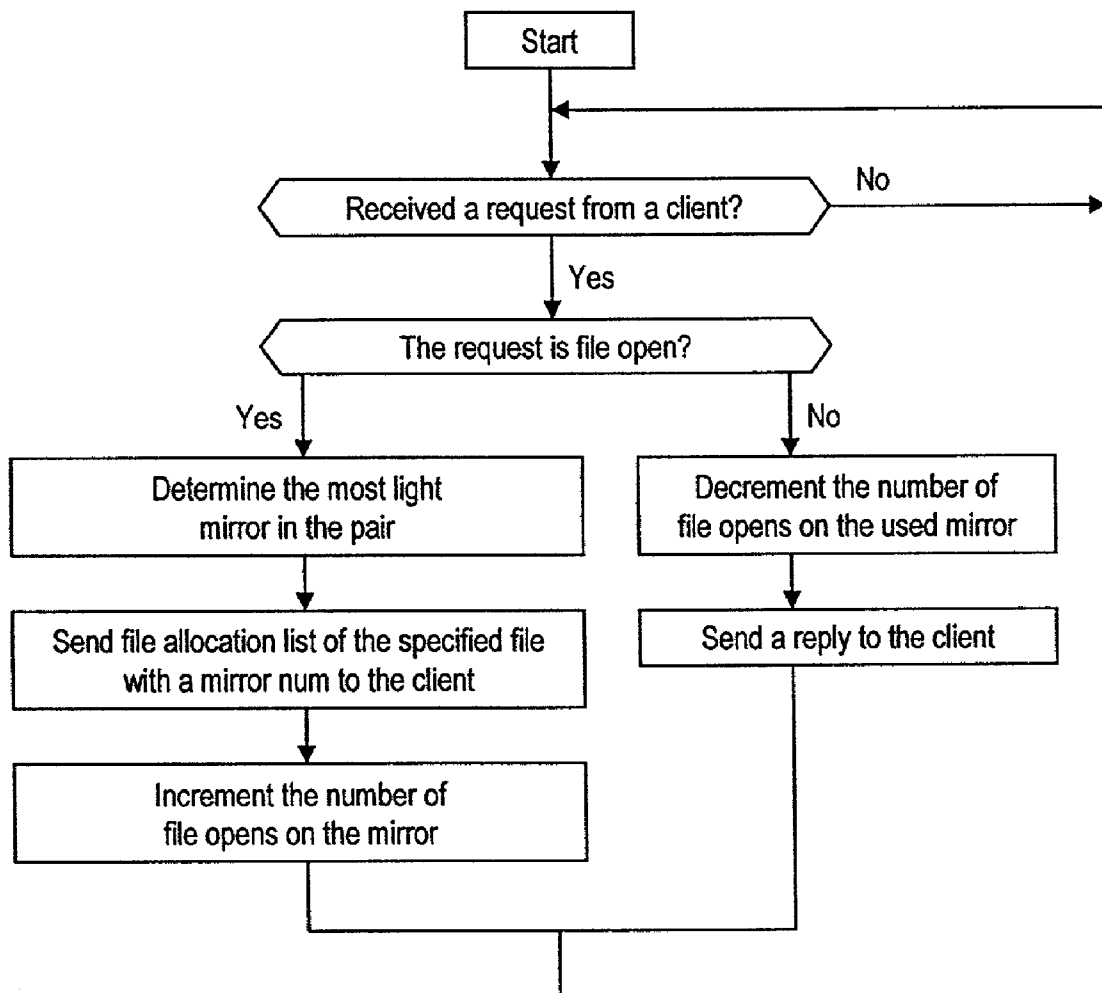 Start
Received a request from a client?
No
Yes
The request is file open?
Yes
No
Determine the most light
mirror in the pair
Decrement the number of
file opens on the used mirror
Send file allocation list of the specified file
with a mirror num to the client
Send a reply to the client
Increment the number of
file opens on the mirror